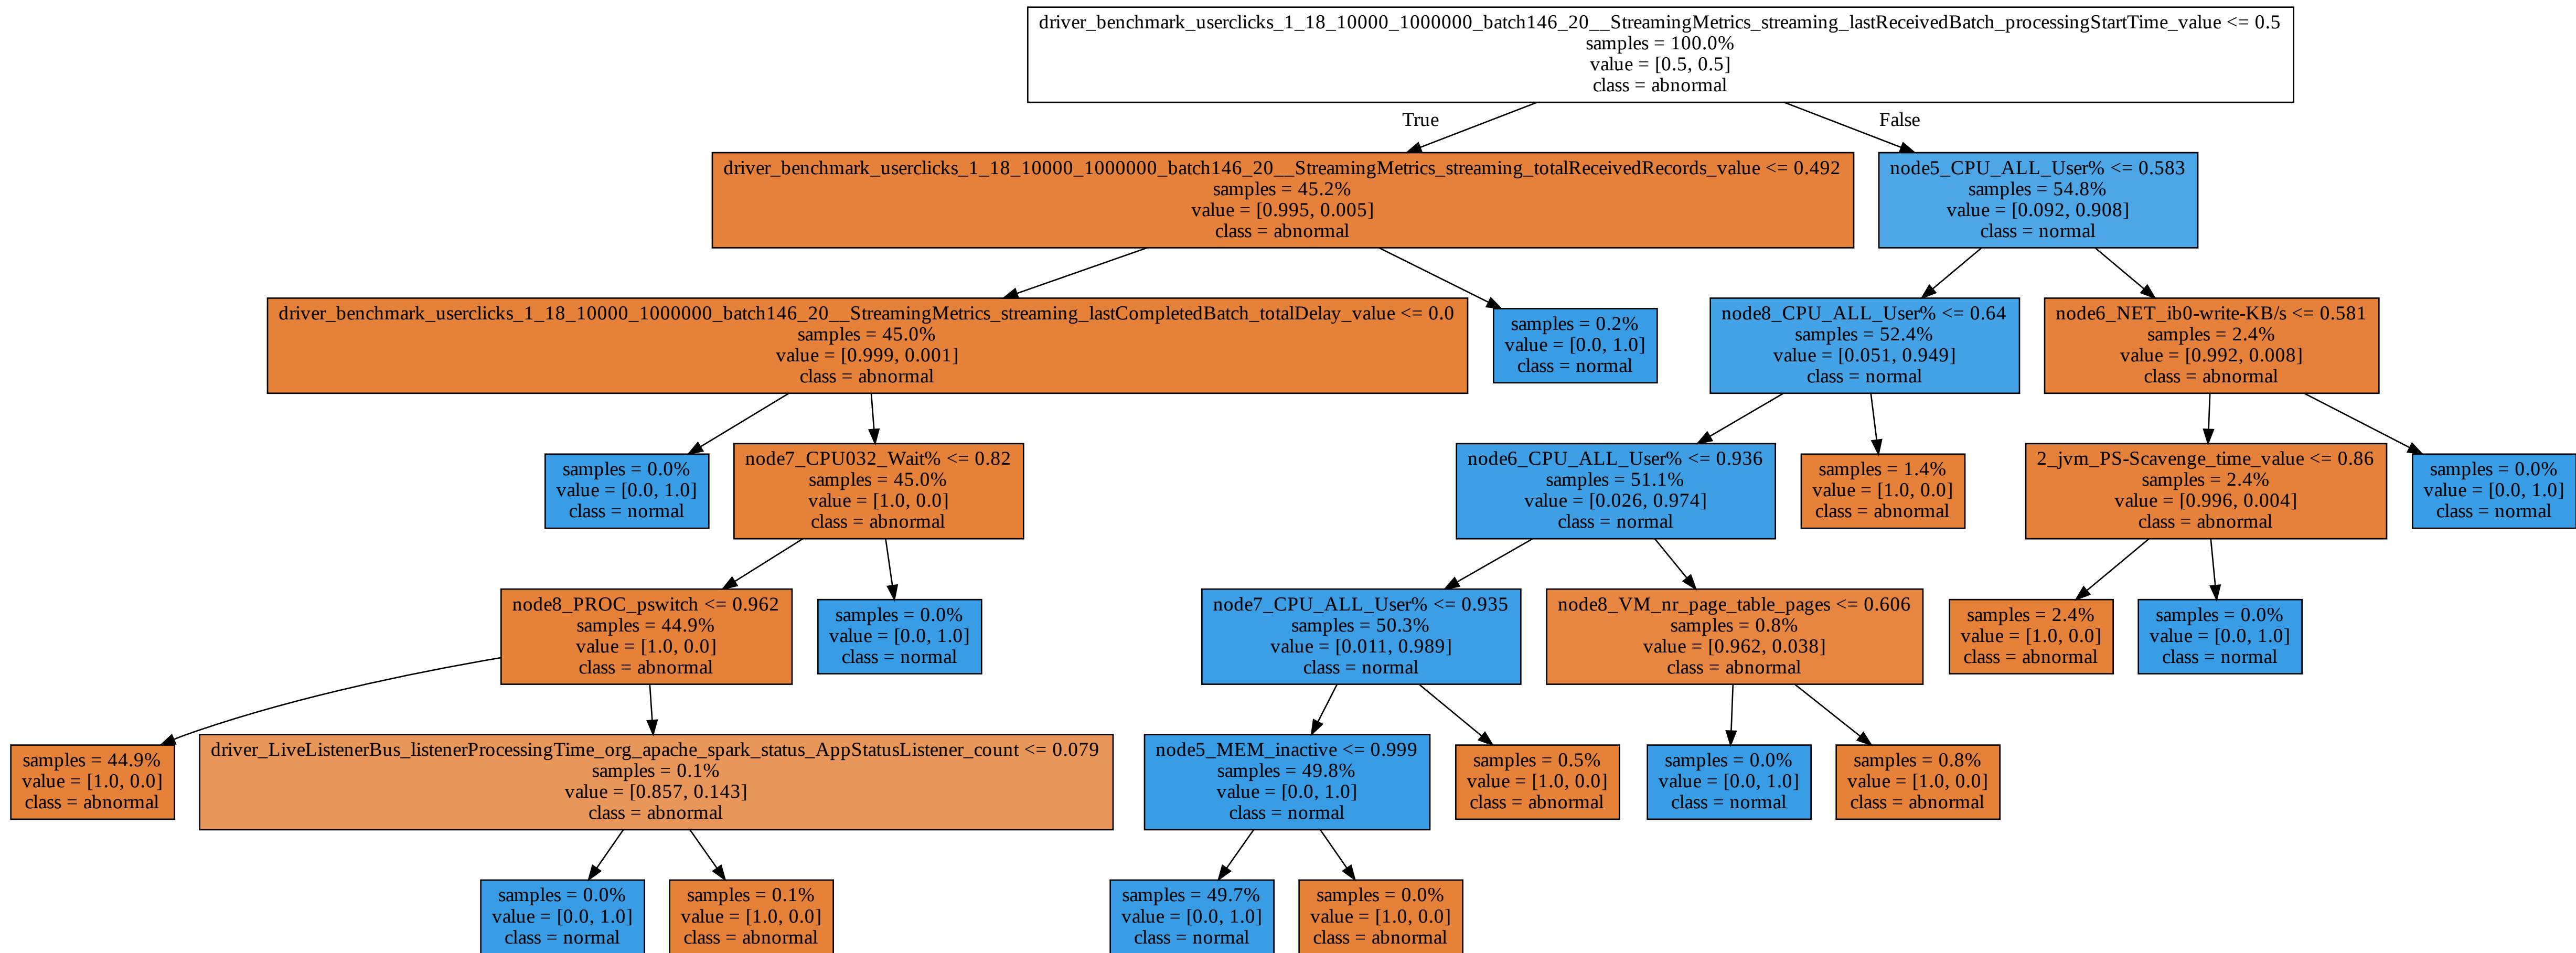 driver_benchmark_userclicks_1_18_10000_1000000_batch146_20__StreamingMetrics_streaming_lastReceivedBatch_processingStartTime_value <= 0.5
samples = 100.0%
value = [0.5, 0.5]
class = abnormal
True
False
driver_benchmark_userclicks_1_18_10000_1000000_batch146_20__StreamingMetrics_streaming_totalReceivedRecords_value <= 0.492
samples = 45.2%
value = [0.995, 0.005]
class = abnormal
node5_CPU_ALL_User% <= 0.583
samples = 54.8%
value = [0.092, 0.908]
class = normal
driver_benchmark_userclicks_1_18_10000_1000000_batch146_20__StreamingMetrics_streaming_lastCompletedBatch_totalDelay_value <= 0.0
samples = 45.0%
value = [0.999, 0.001]
class = abnormal
samples = 0.2%
value = [0.0, 1.0]
class = normal
node8_CPU_ALL_User% <= 0.64
samples = 52.4%
value = [0.051, 0.949]
class = normal
node6_NET_ib0-write-KB/s <= 0.581
samples = 2.4%
value = [0.992, 0.008]
class = abnormal
samples = 0.0%
value = [0.0, 1.0]
class = normal
node7_CPU032_Wait% <= 0.82
samples = 45.0%
value = [1.0, 0.0]
class = abnormal
node6_CPU_ALL_User% <= 0.936
samples = 51.1%
value = [0.026, 0.974]
class = normal
samples = 1.4%
value = [1.0, 0.0]
class = abnormal
2_jvm_PS-Scavenge_time_value <= 0.86
samples = 2.4%
value = [0.996, 0.004]
class = abnormal
samples = 0.0%
value = [0.0, 1.0]
class = normal
node8_PROC_pswitch <= 0.962
samples = 44.9%
value = [1.0, 0.0]
class = abnormal
samples = 0.0%
value = [0.0, 1.0]
class = normal
node7_CPU_ALL_User% <= 0.935
samples = 50.3%
value = [0.011, 0.989]
class = normal
node8_VM_nr_page_table_pages <= 0.606
samples = 0.8%
value = [0.962, 0.038]
class = abnormal
samples = 2.4%
value = [1.0, 0.0]
class = abnormal
samples = 0.0%
value = [0.0, 1.0]
class = normal
samples = 44.9%
value = [1.0, 0.0]
class = abnormal
driver_LiveListenerBus_listenerProcessingTime_org_apache_spark_status_AppStatusListener_count <= 0.079
samples = 0.1%
value = [0.857, 0.143]
class = abnormal
node5_MEM_inactive <= 0.999
samples = 49.8%
value = [0.0, 1.0]
class = normal
samples = 0.5%
value = [1.0, 0.0]
class = abnormal
samples = 0.0%
value = [0.0, 1.0]
class = normal
samples = 0.8%
value = [1.0, 0.0]
class = abnormal
samples = 0.0%
value = [0.0, 1.0]
class = normal
samples = 0.1%
value = [1.0, 0.0]
class = abnormal
samples = 49.7%
value = [0.0, 1.0]
class = normal
samples = 0.0%
value = [1.0, 0.0]
class = abnormal